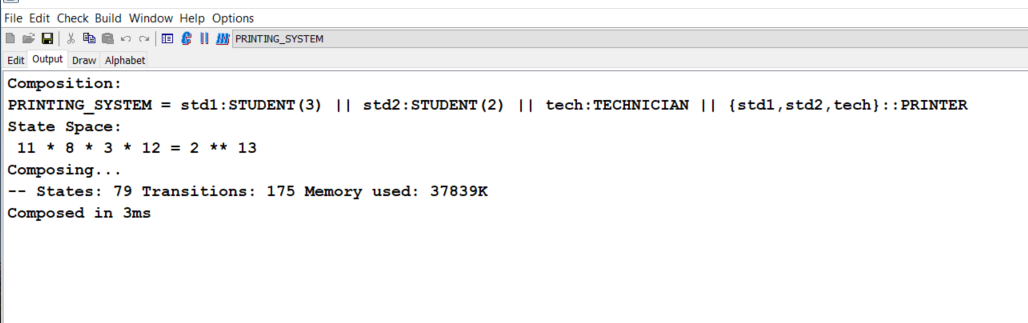 File Edit Check Build Window Help Options
PRINTING_SYSTEM
Edit Output Draw Alphabet
Composition:
PRINTING_SYSTEM = std1:STUDENT(3) || std2:STUDENT(2) || tech:TECHNICIAN || {std1,std2,tech}::PRINTER
State Space:
 11 * 8 * 3 * 12 = 2 ** 13
Composing...
-- States: 79 Transitions: 175 Memory used: 37839K
Composed in 3ms